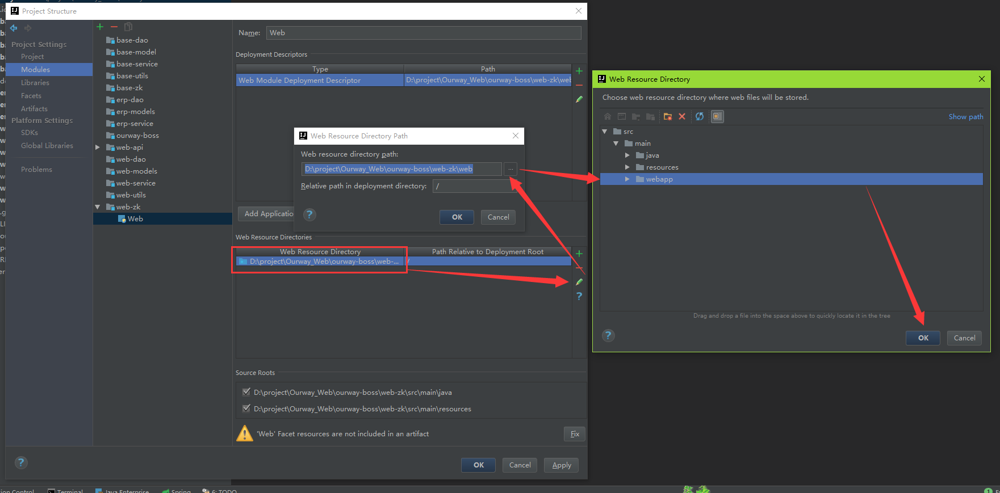 Project Structure
Project Settings
Project
Modules
Libraries
Facets
Artifacts
Platform Settings
SDKs
Global Libraries
Problems
base-dao
base-model
base-service
base-utils
base-zk
erp-dao
erp-models
erp-service
ourway-boss
web-api
web-dao
web-models
web-service
web-utils
web-zk
Web
Name: Web
Deployment Descriptors
Type Path
Web Module Deployment Descriptor D:\project\Ourway_Web\ourway-boss\web-zk\wet
Add Applicatio
Web Resource Directories
Web Resource Directory Path Relative to Deployment Root
D:\project\Ourway_Web\ourway-boss\web-... /
Source Roots
D:\project\Ourway_Web\ourway-boss\web-zk\src\main\java
D:\project\Ourway_Web\ourway-boss\web-zk\src\main\resources
'Web' Facet resources are not included in an artifact
Fix
OK Cancel Apply
Web Resource Directory Path
Web resource directory path:
D:\project\Ourway_Web\ourway-boss\web-zk\web ...
Relative path in deployment directory: /
OK Cancel
Web Resource Directory
Choose web resource directory where web files will be stored.
Show path
src
main
java
resources
webapp
Drag and drop a file into the space above to quickly locate it in the tree
OK Cancel
ion Control Terminal Java Enterprise Spring 6: TODO